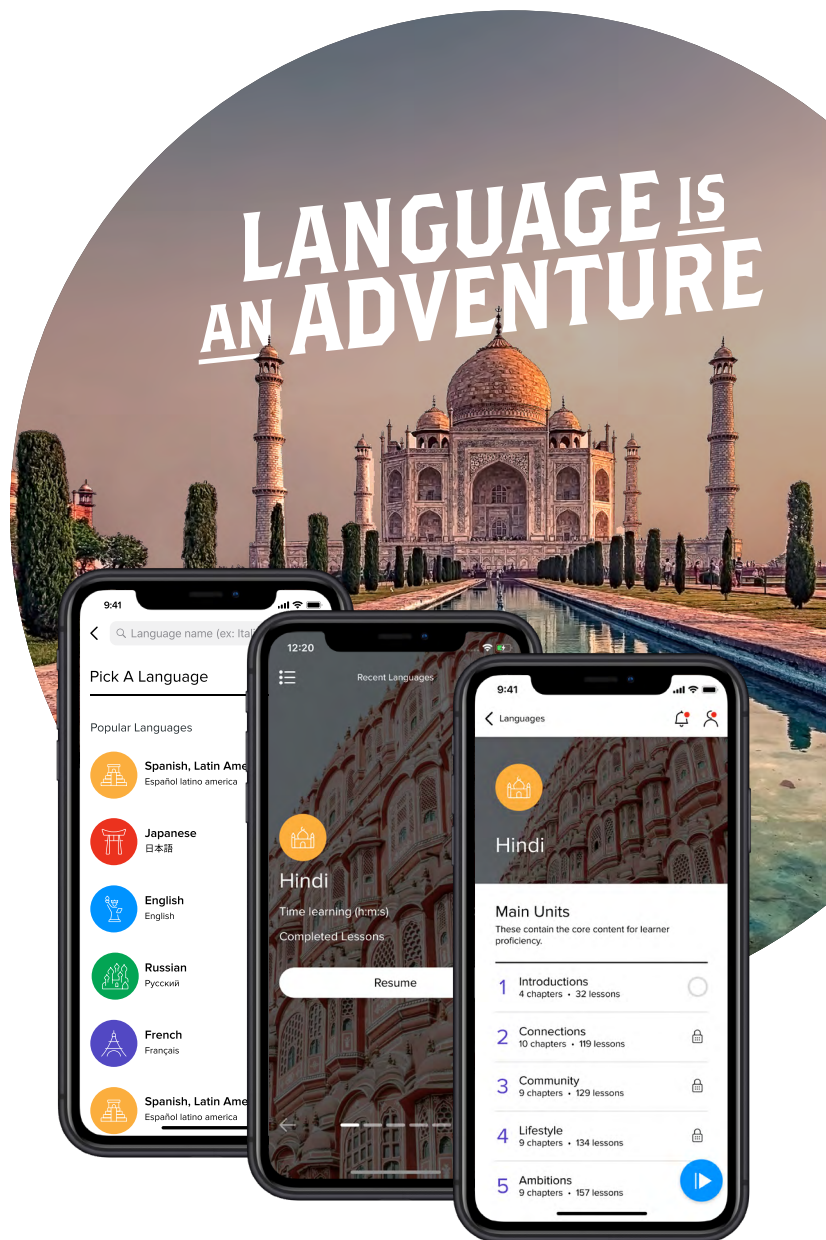 LANGUAGE IS
AN ADVENTURE
9:41
Language name (ex: Ital
Pick A Language
Popular Languages
Spanish, Latin Ame
Español latino america
Japanese
日本語
English
English
Russian
Русский
French
Français
Spanish, Latin Ame
Español latino america
12:20
Recent Languages
Hindi
Time learning (h:m:s)
Completed Lessons
Resume
9:41
Languages
Hindi
Main Units
These contain the core content for learner
proficiency.
1 Introductions
4 chapters • 32 lessons
2 Connections
10 chapters • 119 lessons
3 Community
9 chapters • 129 lessons
4 Lifestyle
9 chapters • 134 lessons
5 Ambitions
9 chapters • 157 lessons